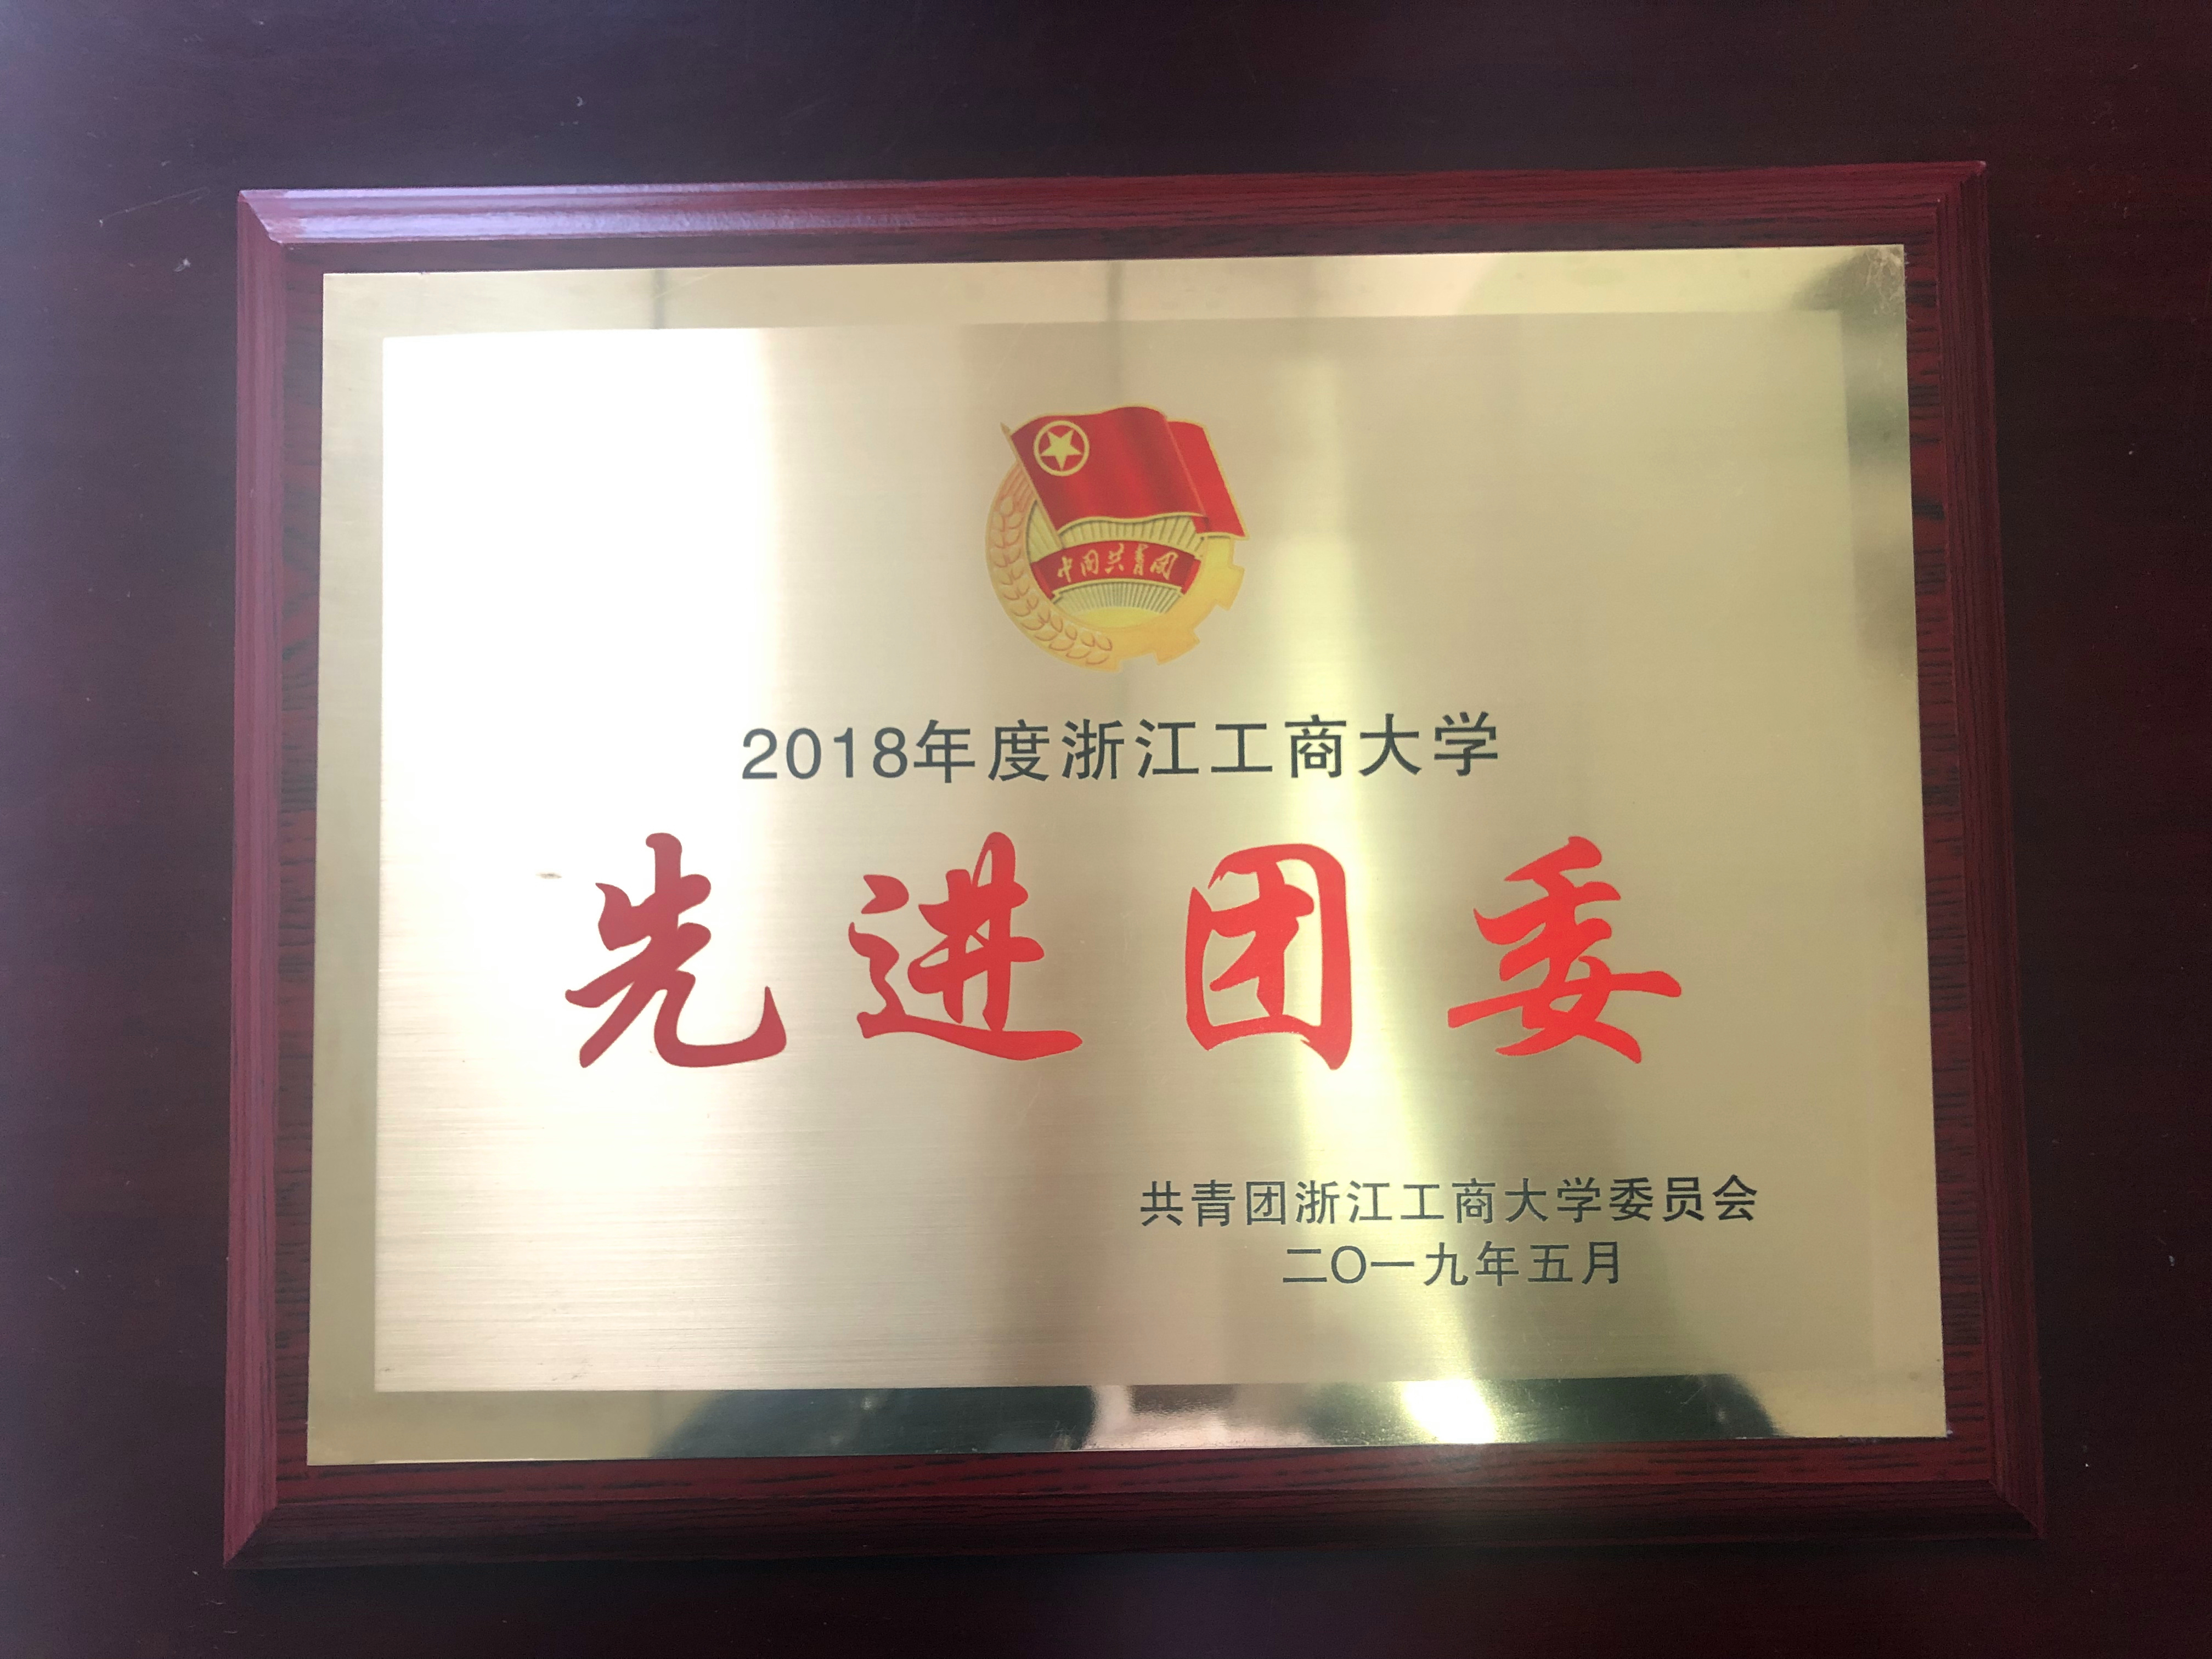 中国共青团
2018年度浙江工商大学
先进团委
共青团浙江工商大学委员会
二〇一九年五月